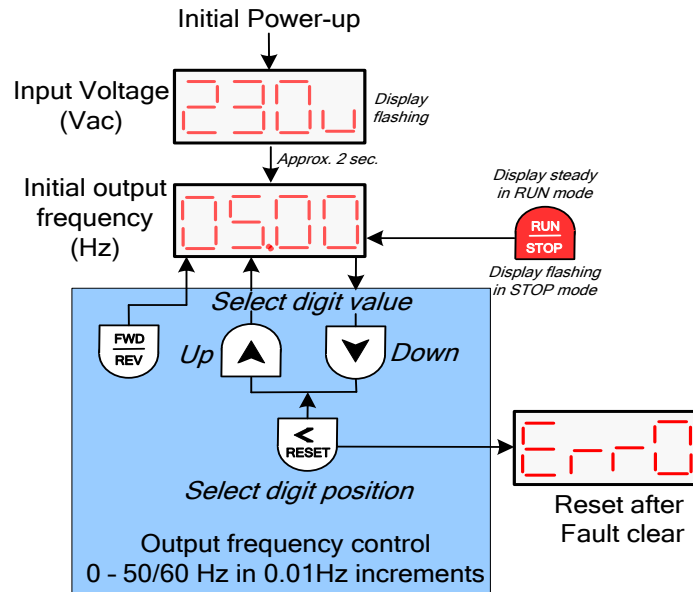 Initial Power-up
Input Voltage
(Vac)
230u
Display
flashing
Approx. 2 sec.
Initial output
frequency
(Hz)
05.00
Display steady
in RUN mode
RUN
STOP
Display flashing
in STOP mode
Select digit value
FWD
REV
Up
Down
<
RESET
Select digit position
Err0
Reset after
Fault clear
Output frequency control
0 - 50/60 Hz in 0.01Hz increments